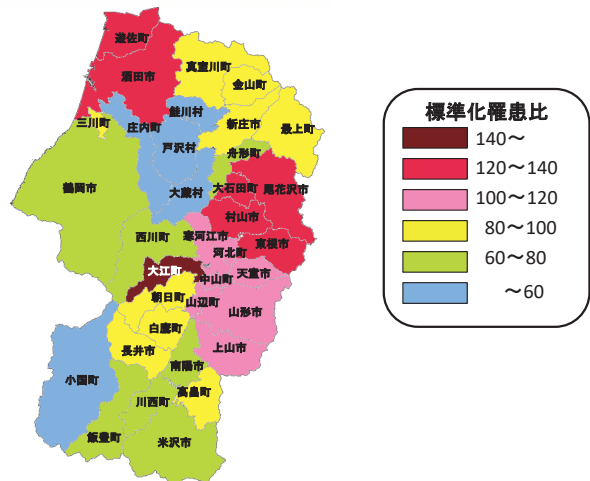 遊佐町
酒田市
真室川町
金山町
鮭川村
三川町
庄内町
新庄市
最上町
戸沢村
舟形町
鶴岡市
大蔵村
大石田町
尾花沢市
村山市
西川町
寒河江市
東根市
河北町
大江町
天童市
中山町
朝日町
山辺町
山形市
白鷹町
長井市
上山市
南陽市
小国町
高畠町
川西町
飯豊町
米沢市
標準化罹患比
140～
120～140
100～120
80～100
60～80
～60